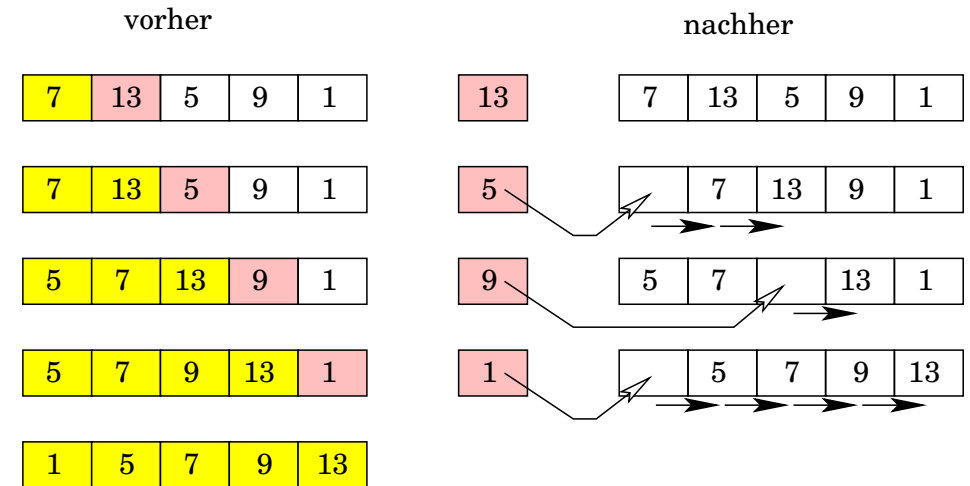 vorher nachher
7 13 5 9 1 13 7 13 5 9 1
7 13 5 9 1 5 7 13 9 1
5 7 13 9 1 9 5 7 13 1
5 7 9 13 1 1 5 7 9 13
1 5 7 9 13